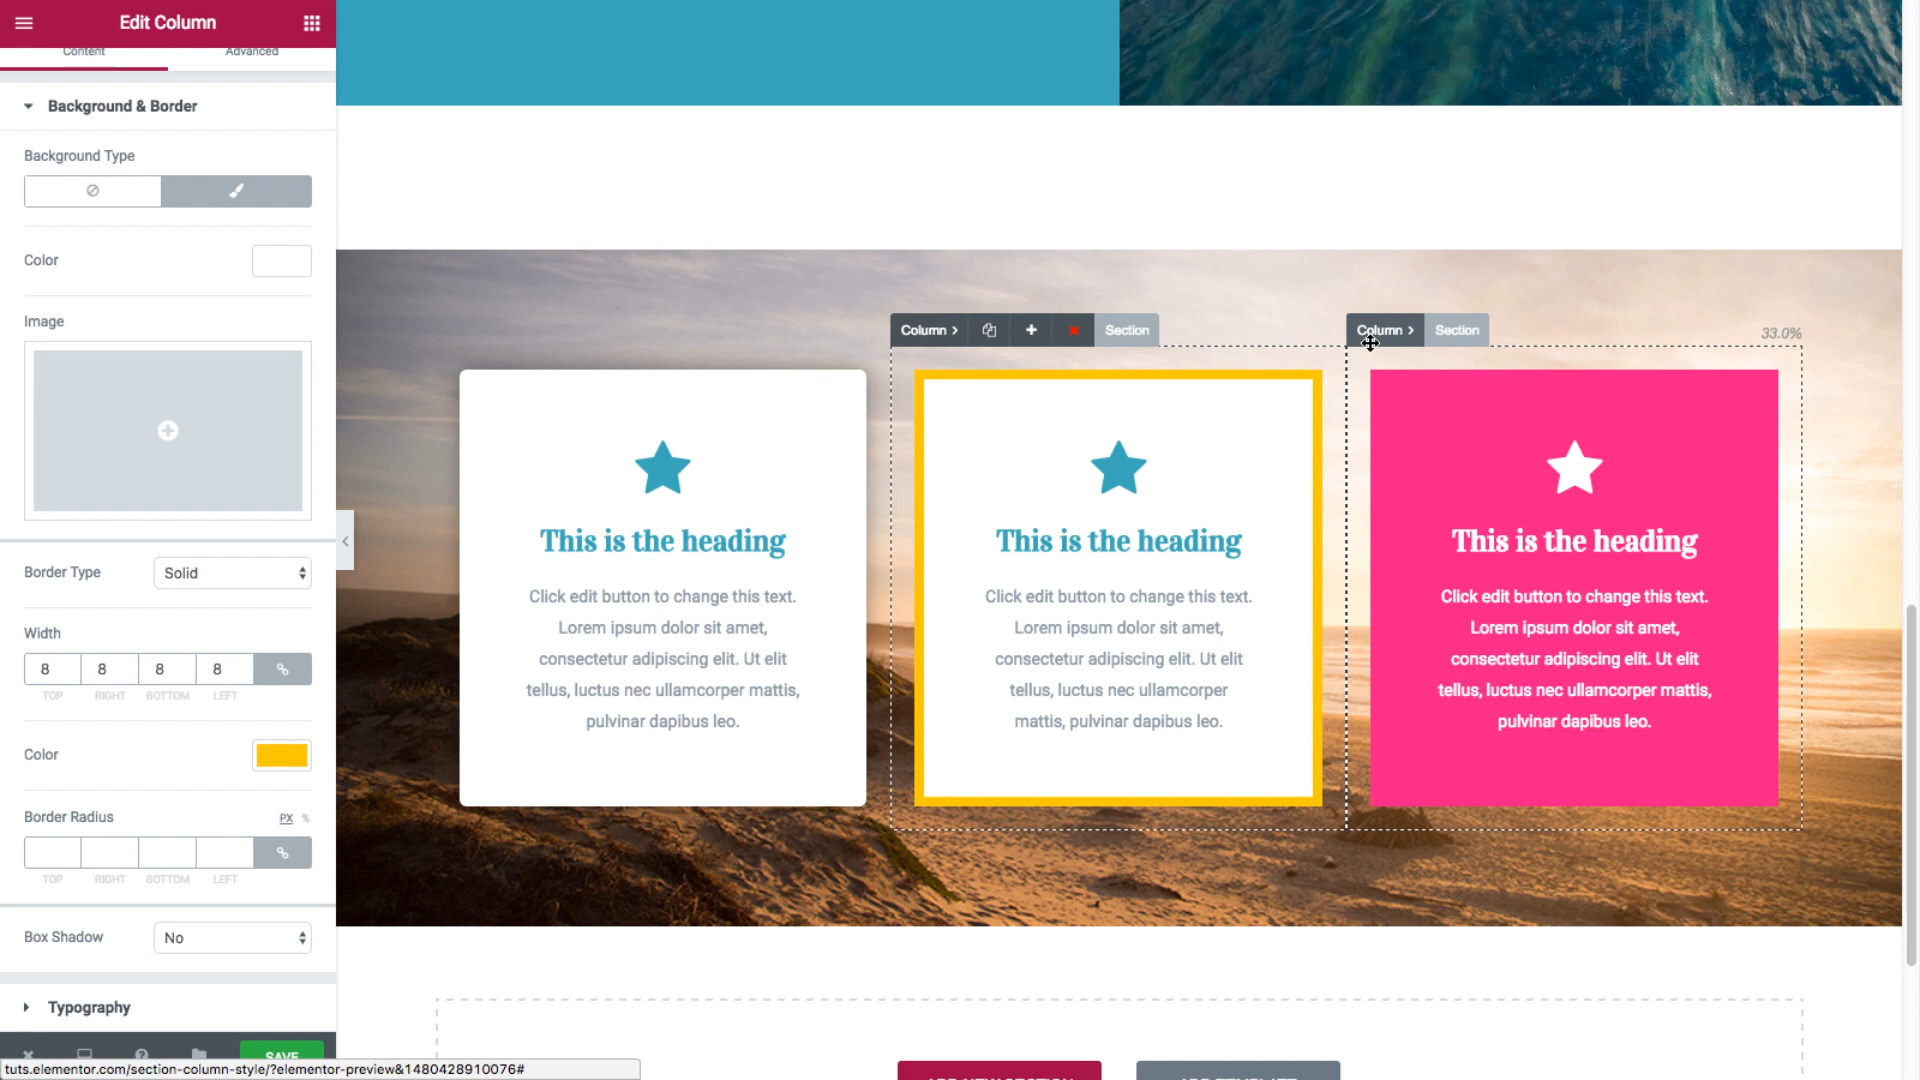 Edit Column
Content
Advanced
Background & Border
Background Type
Color
Image
Border Type
Solid
Width
8 8 8 8
TOP RIGHT BOTTOM LEFT
Color
Border Radius
PX %
TOP RIGHT BOTTOM LEFT
Box Shadow
No
Typography
SAVE
tuts.elementor.com/section-column-style/?elementor-preview&1480428910076#
Column
Section
Column
Section
33.0%
This is the heading
Click edit button to change this text.
Lorem ipsum dolor sit amet,
consectetur adipiscing elit. Ut elit
tellus, luctus nec ullamcorper mattis,
pulvinar dapibus leo.
This is the heading
Click edit button to change this text.
Lorem ipsum dolor sit amet,
consectetur adipiscing elit. Ut elit
tellus, luctus nec ullamcorper
mattis, pulvinar dapibus leo.
This is the heading
Click edit button to change this text.
Lorem ipsum dolor sit amet,
consectetur adipiscing elit. Ut elit
tellus, luctus nec ullamcorper mattis,
pulvinar dapibus leo.
ADD NEW SECTION
ADD TEMPLATE